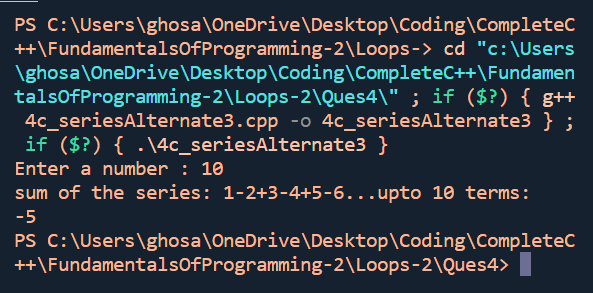 PS C:\Users\ghosa\OneDrive\Desktop\Coding\CompleteC
++\FundamentalsOfProgramming-2\Loops-> cd "c:\Users
\ghosa\OneDrive\Desktop\Coding\CompleteC++\Fundamen
talsOfProgramming-2\Loops-2\Ques4\" ; if ($?) { g++
 4c_seriesAlternate3.cpp -o 4c_seriesAlternate3 } ;
 if ($?) { .\4c_seriesAlternate3 }
Enter a number : 10
sum of the series: 1-2+3-4+5-6...upto 10 terms:
-5
PS C:\Users\ghosa\OneDrive\Desktop\Coding\CompleteC
++\FundamentalsOfProgramming-2\Loops-2\Ques4>